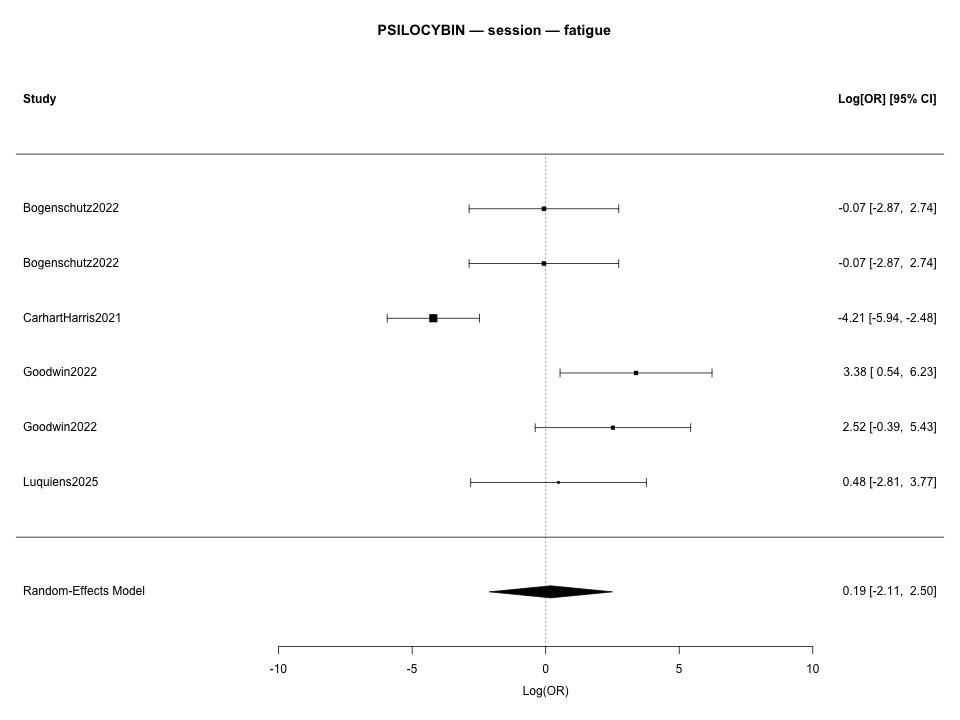 PSILOCYBIN — session — fatigue
Study Log[OR] [95% CI]
Bogenschutz2022 -0.07 [-2.87, 2.74]
Bogenschutz2022 -0.07 [-2.87, 2.74]
CarhartHarris2021 -4.21 [-5.94, -2.48]
Goodwin2022 3.38 [ 0.54, 6.23]
Goodwin2022 2.52 [-0.39, 5.43]
Luquiens2025 0.48 [-2.81, 3.77]
Random-Effects Model 0.19 [-2.11, 2.50]
-10 -5 0 5 10
Log(OR)